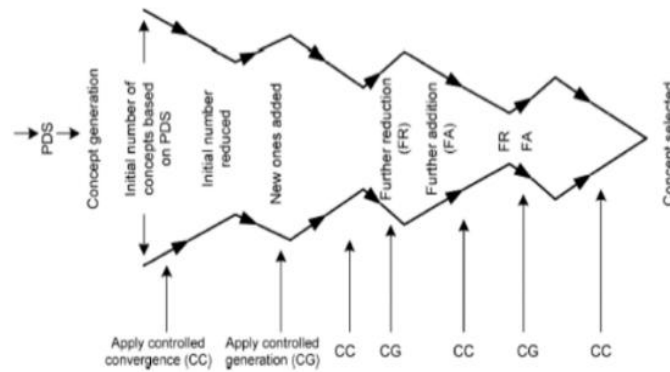 PDS
Concept generation
Initial number of
concepts based
on PDS
Initial number
reduced
New ones added
Further reduction
(FR)
Further addition
(FA)
FR
FA
Concept selected
Apply controlled
convergence (CC)
Apply controlled
generation (CG)
CC
CG
CC
CG
CC